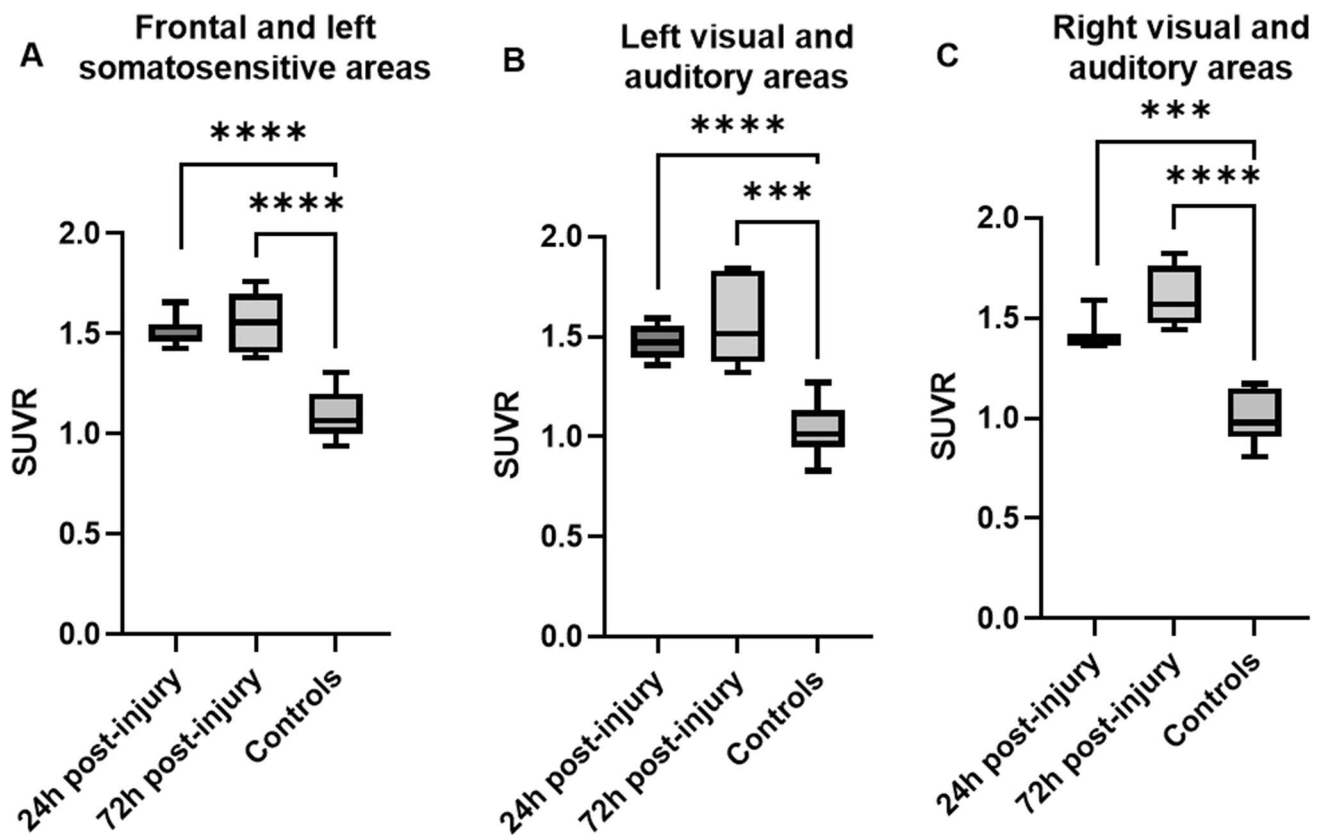 A
Frontal and left
somatosensitive areas
****
****
2.0
1.5
1.0
0.5
0.0
SUVR
24h post-injury
72h post-injury
Controls
B
Left visual and
auditory areas
****
***
2.0
1.5
1.0
0.5
0.0
SUVR
24h post-injury
72h post-injury
Controls
C
Right visual and
auditory areas
***
****
2.0
1.5
1.0
0.5
0.0
SUVR
24h post-injury
72h post-injury
Controls